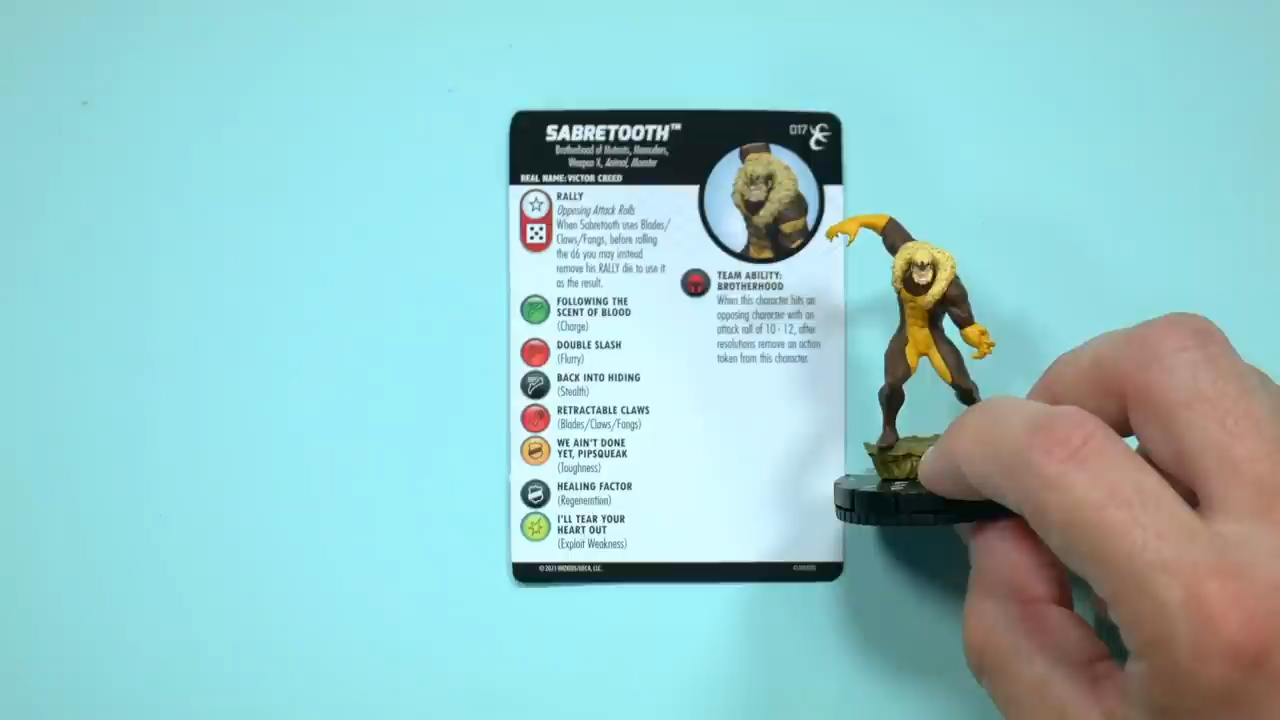 SABRETOOTH™
017
Brotherhood of Mutants, Marauders,
Weapon X, Animal, Monster
REAL NAME: VICTOR CREED
RALLY
Opposing Attack Rolls
When Sabretooth uses Blades/
Claws/Fangs, before rolling
the d6 you may instead
remove his RALLY die to use it
as the result.
FOLLOWING THE
SCENT OF BLOOD
(Charge)
DOUBLE SLASH
(Flurry)
BACK INTO HIDING
(Stealth)
RETRACTABLE CLAWS
(Blades/Claws/Fangs)
WE AIN'T DONE
YET, PIPSQUEAK
(Toughness)
HEALING FACTOR
(Regeneration)
I'LL TEAR YOUR
HEART OUT
(Exploit Weakness)
TEAM ABILITY:
BROTHERHOOD
When this character hits an
opposing character with an
attack roll of 10 - 12, after
resolutions remove an action
token from this character.
© 2021 WIZKIDS/NECA, LLC.